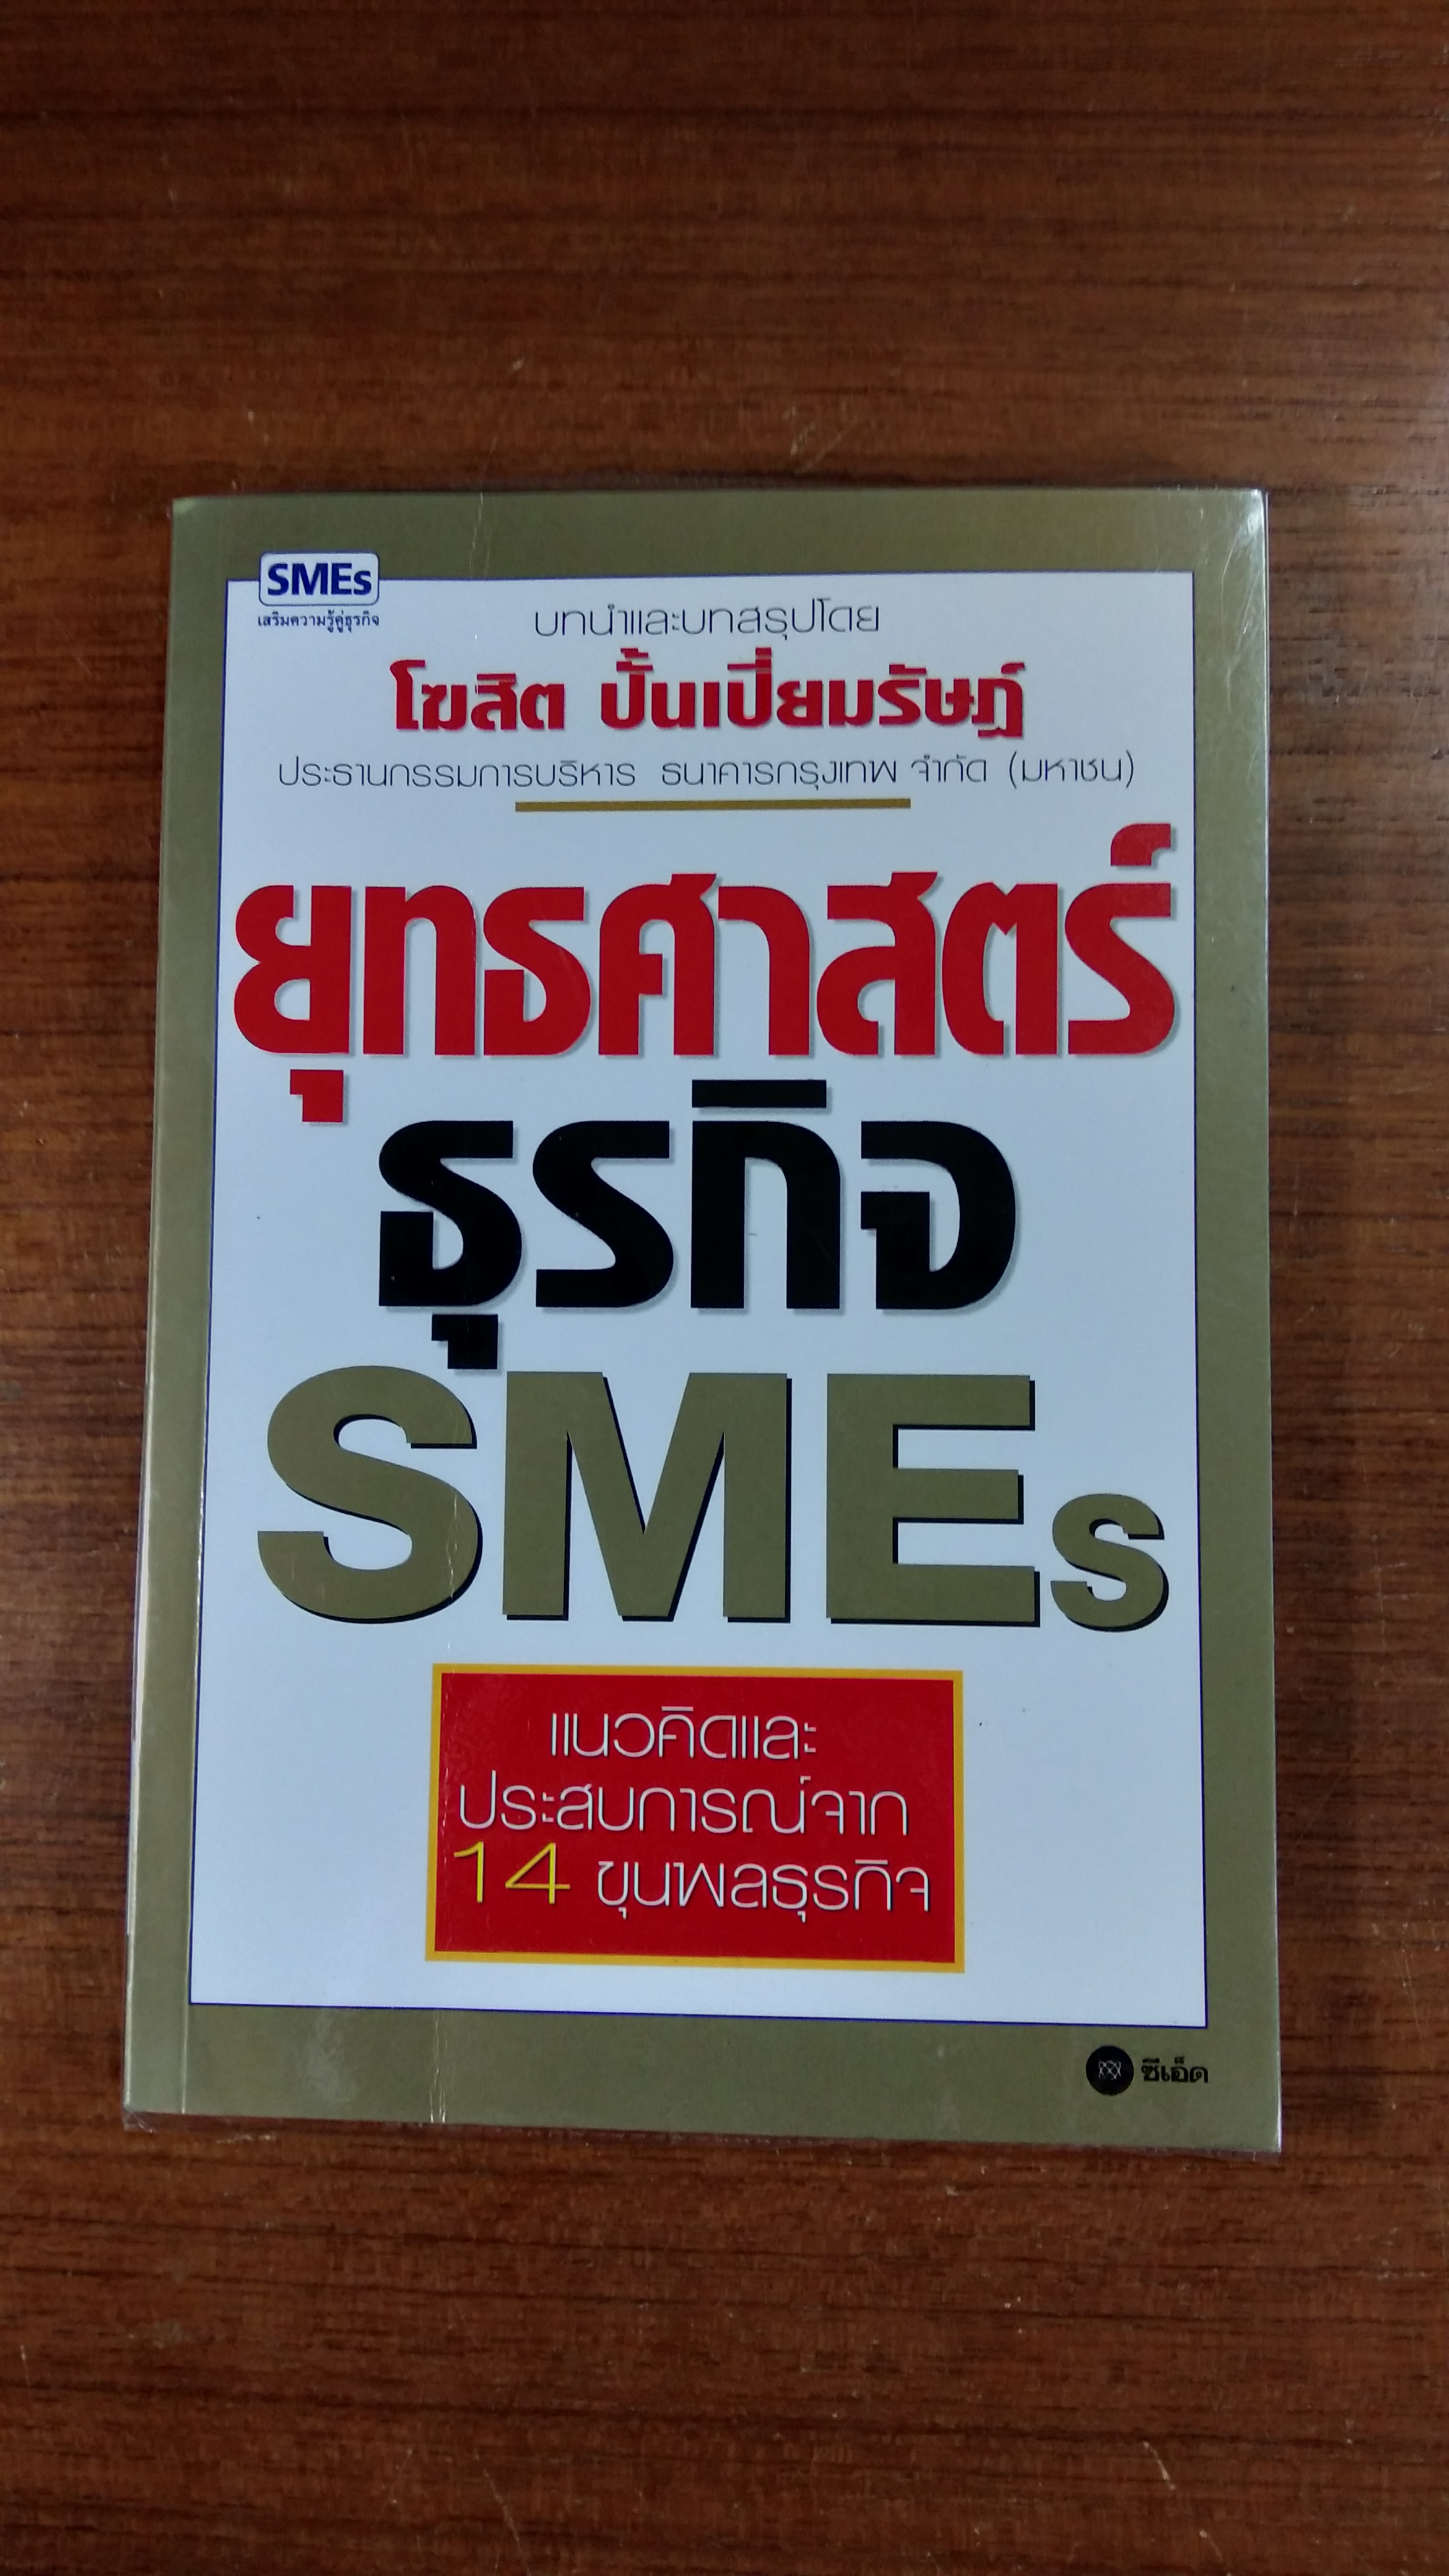 SMEs
เสริมความรู้คู่ธุรกิจ
บทนำและบทสรุปโดย
โฆสิต ปั้นเปี่ยมรัษฎ์
ประธานกรรมการบริหาร ธนาคารกรุงเทพ จำกัด (มหาชน)
ยุทธศาสตร์
ธุรกิจ
SMEs
แนวคิดและ
ประสบการณ์จาก
14 ขุนพลธุรกิจ
ซีเอ็ด